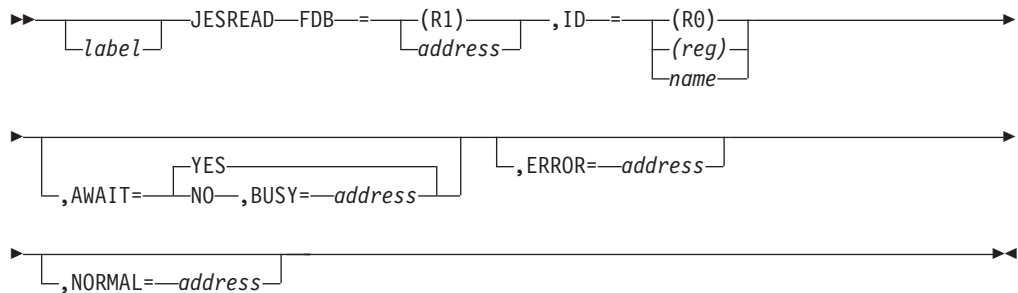 JESREAD FDB = (R1) ,ID = (R0)
label address (reg)
name
YES ,ERROR= address
,AWAIT= NO ,BUSY= address
,NORMAL= address